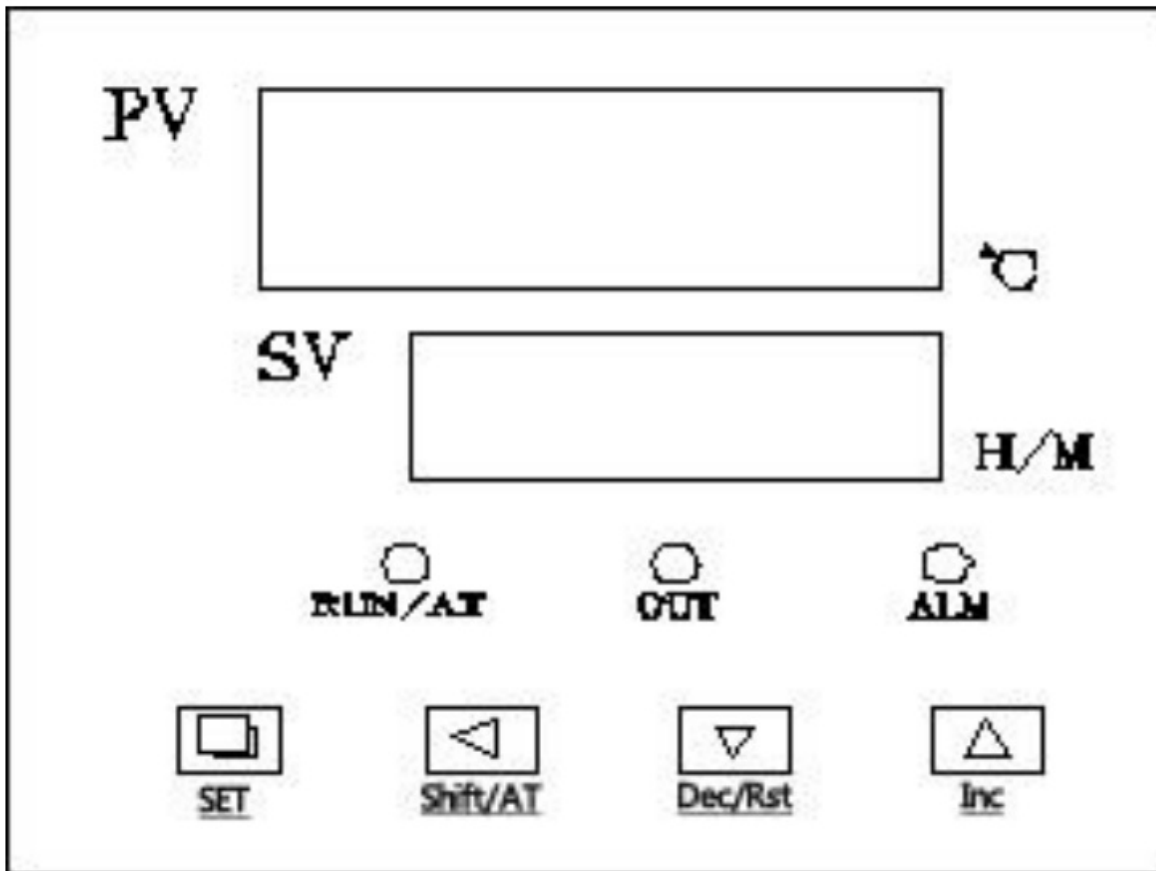 PV
℃
SV
H/M
RUN/AT OUT ALM
SET Shift/AT Dec/Rst Inc